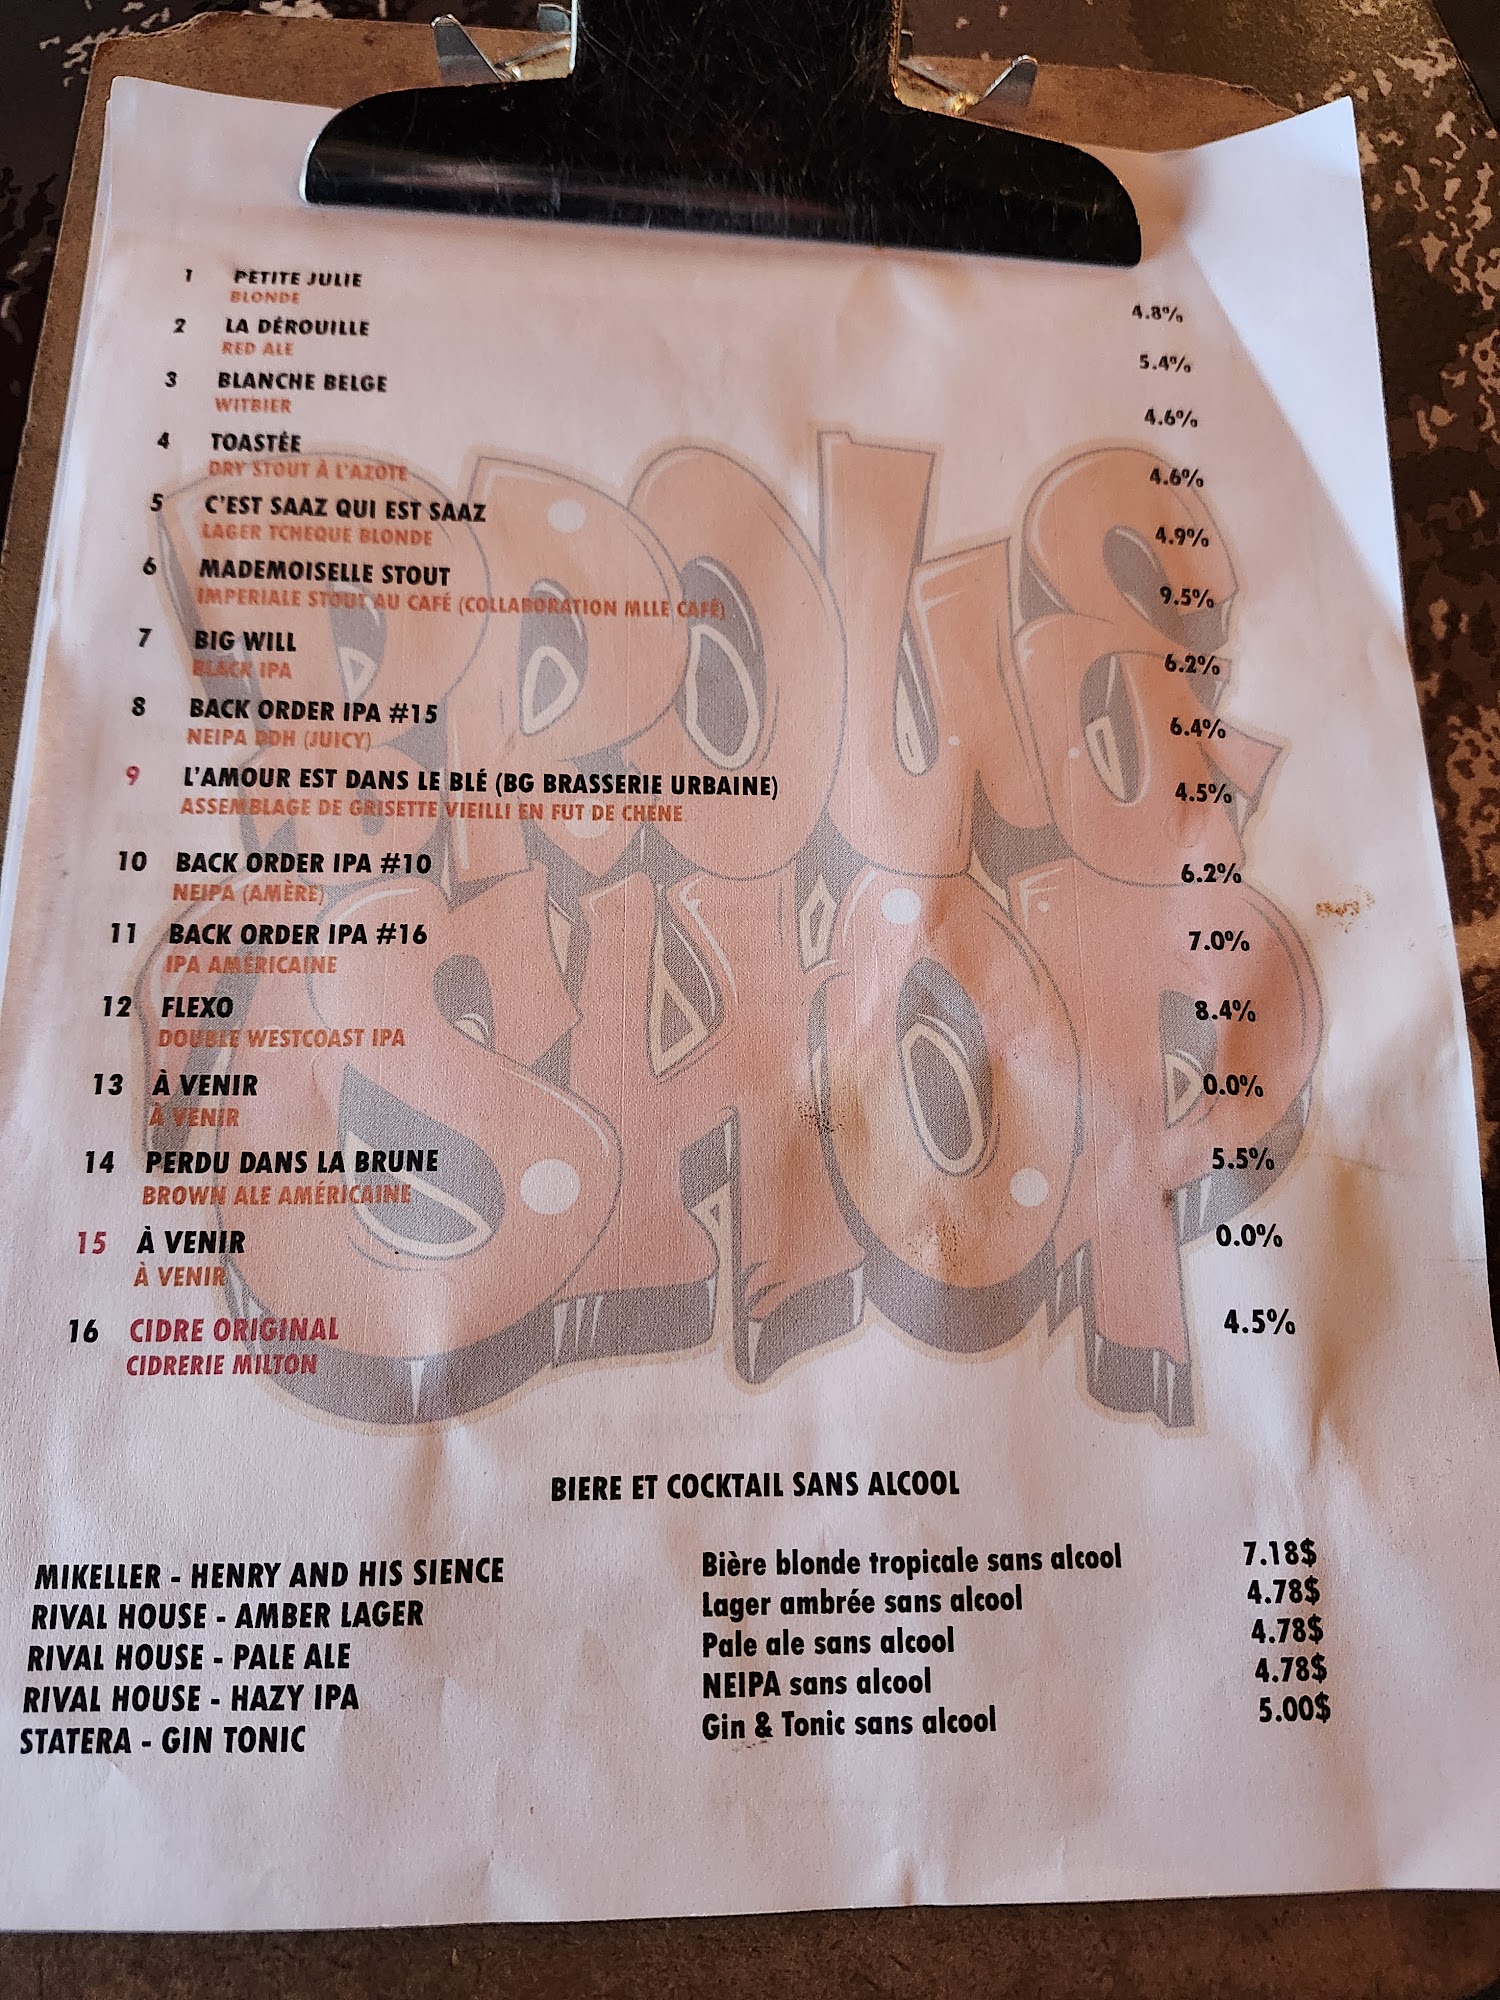 1 PETITE JULIE 4.8%
BLONDE
2 LA DÉROUILLE 5.4%
RED ALE
3 BLANCHE BELGE 4.6%
WITBIER
4 TOASTÉE 4.6%
DRY STOUT À L'AZOTE
5 C'EST SAAZ QUI EST SAAZ 4.9%
LAGER TCHEQUE BLONDE
6 MADEMOISELLE STOUT 9.5%
IMPERIALE STOUT AU CAFÉ (COLLABORATION MLLE CAFÉ)
7 BIG WILL 6.2%
BLACK IPA
8 BACK ORDER IPA #15 6.4%
NEIPA DDH (JUICY)
9 L'AMOUR EST DANS LE BLÉ (BG BRASSERIE URBAINE) 4.5%
ASSEMBLAGE DE GRISETTE VIEILLI EN FUT DE CHENE
10 BACK ORDER IPA #10 6.2%
NEIPA (AMÈRE)
11 BACK ORDER IPA #16 7.0%
IPA AMÉRICAINE
12 FLEXO 8.4%
DOUBLE WESTCOAST IPA
13 À VENIR 0.0%
À VENIR
14 PERDU DANS LA BRUNE 5.5%
BROWN ALE AMÉRICAINE
15 À VENIR 0.0%
À VENIR
16 CIDRE ORIGINAL 4.5%
CIDRERIE MILTON
BROUE
SHOP
BIERE ET COCKTAIL SANS ALCOOL
MIKELLER - HENRY AND HIS SIENCE Bière blonde tropicale sans alcool 7.18$
RIVAL HOUSE - AMBER LAGER Lager ambrée sans alcool 4.78$
RIVAL HOUSE - PALE ALE Pale ale sans alcool 4.78$
RIVAL HOUSE - HAZY IPA NEIPA sans alcool 4.78$
STATERA - GIN TONIC Gin & Tonic sans alcool 5.00$